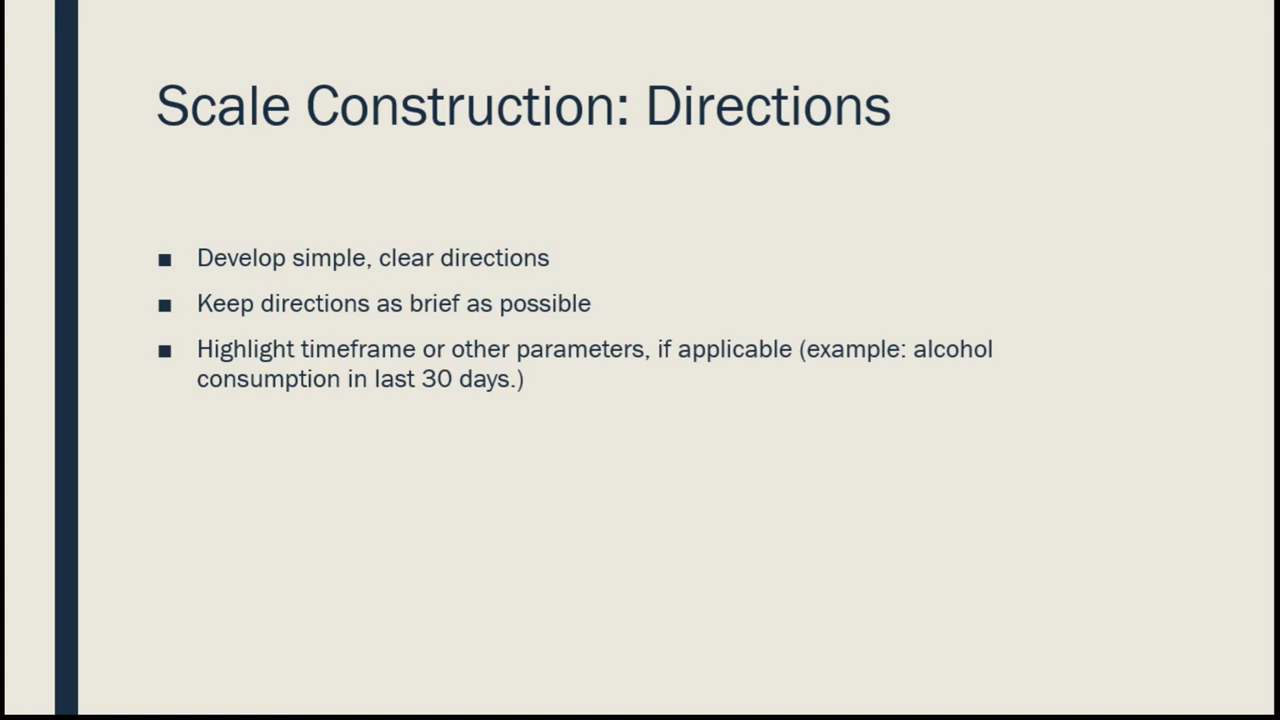 Scale Construction: Directions
■ Develop simple, clear directions
■ Keep directions as brief as possible
■ Highlight timeframe or other parameters, if applicable (example: alcohol
consumption in last 30 days.)